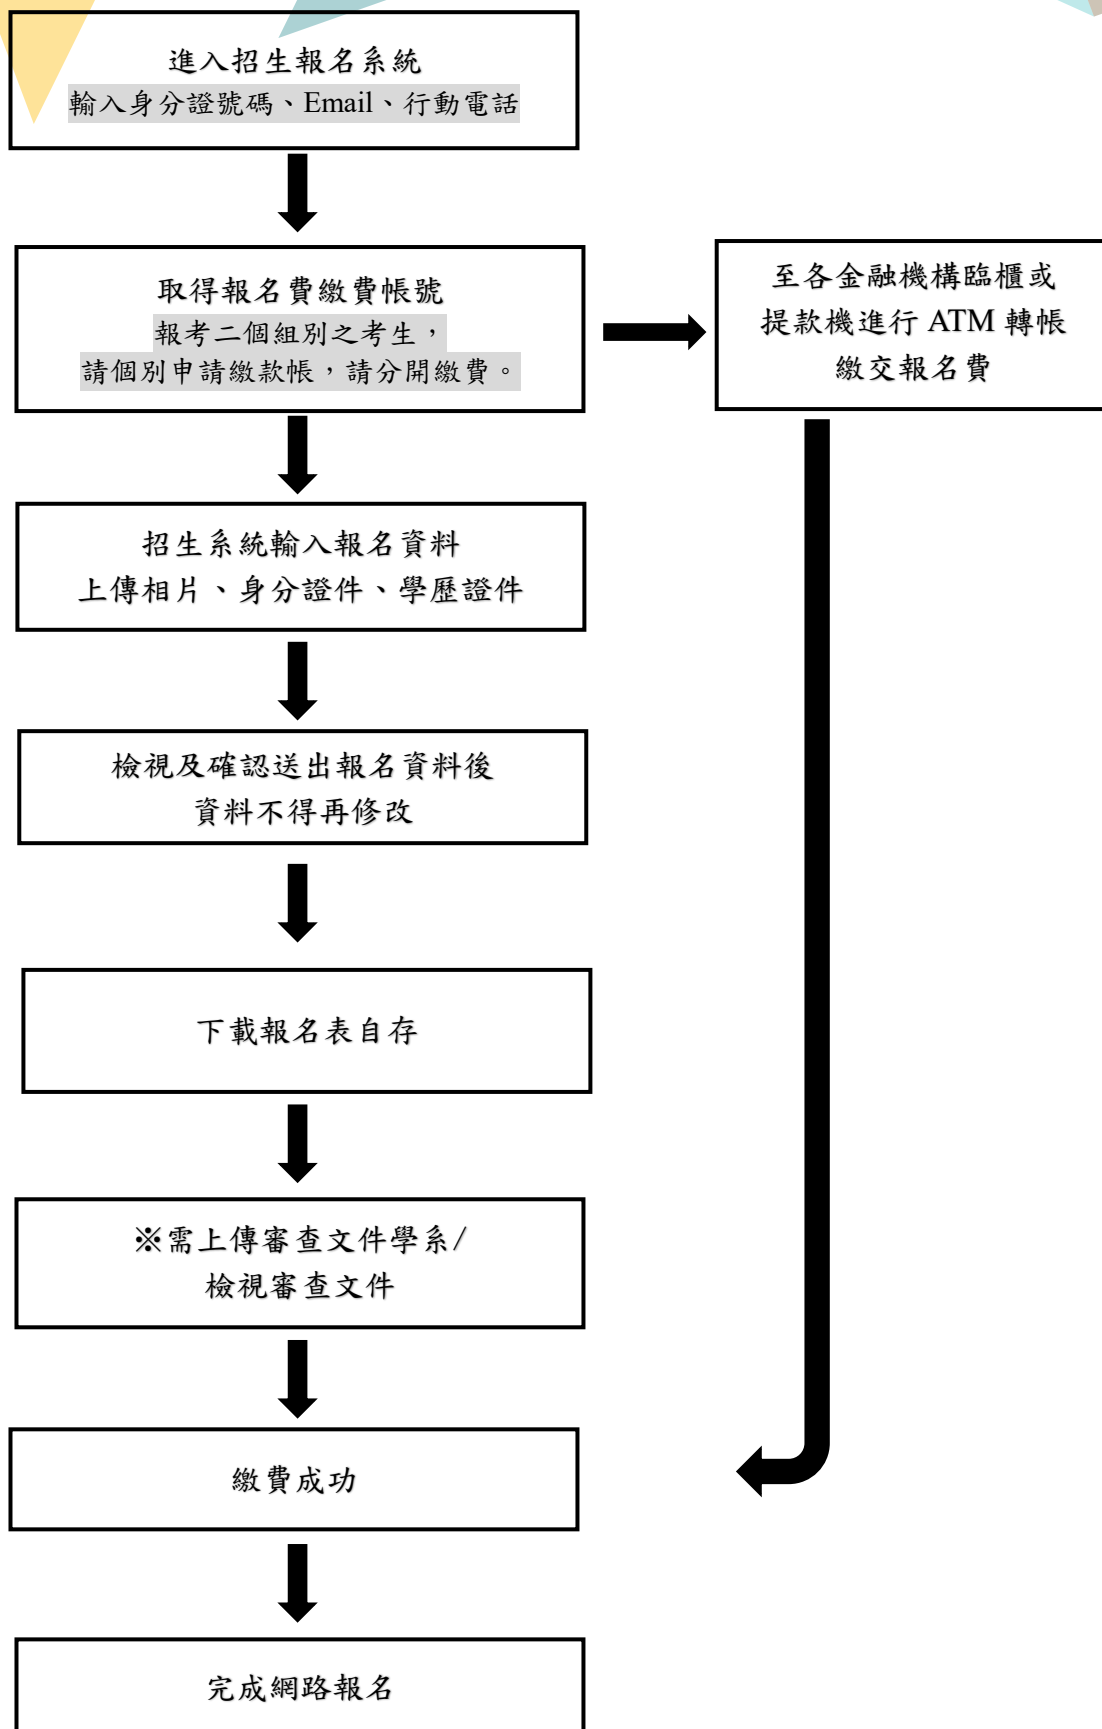 進入招生報名系統
輸入身分證號碼、Email、行動電話
取得報名費繳費帳號
報考二個組別之考生，
請個別申請繳款帳，請分開繳費。
至各金融機構臨櫃或
提款機進行 ATM 轉帳
繳交報名費
招生系統輸入報名資料
上傳相片、身分證件、學歷證件
檢視及確認送出報名資料後
資料不得再修改
下載報名表自存
※需上傳審查文件學系/
檢視審查文件
繳費成功
完成網路報名